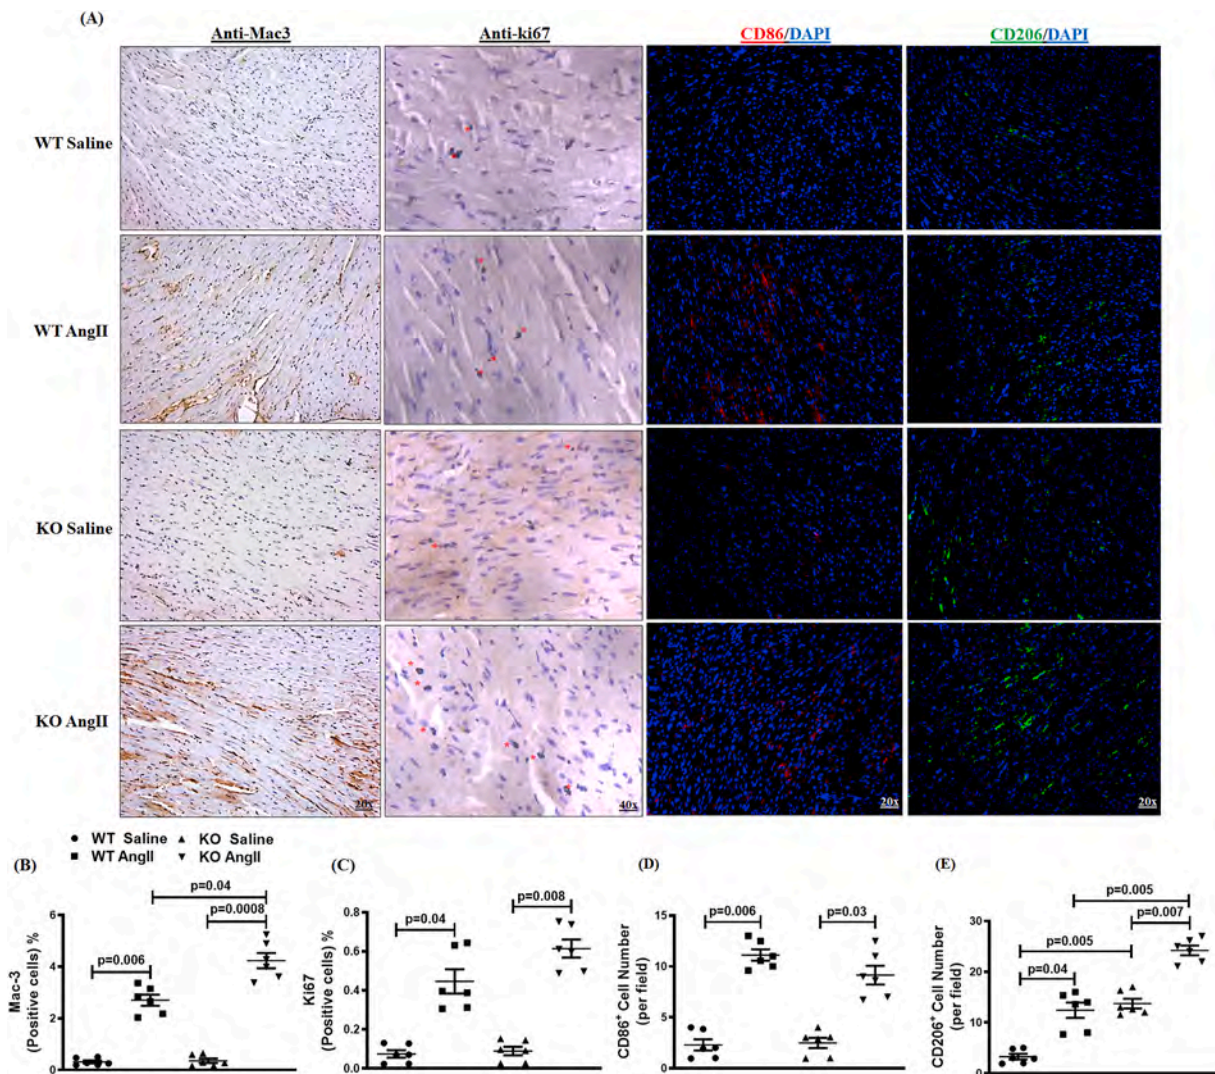 (A)
Anti-Mac3 Anti-ki67 CD86/DAPI CD206/DAPI
WT Saline
WT AngII
KO Saline
KO AngII
20x 40x 20x 20x
● WT Saline ▲ KO Saline
■ WT AngII ▼ KO AngII
(B)
p=0.04
p=0.0008
p=0.006
Mac-3
(Positive cells) %
6
4
2
0
(C)
p=0.008
p=0.04
KI67
(Positive cells) %
0.8
0.6
0.4
0.2
0.0
(D)
p=0.006
p=0.03
CD86+ Cell Number
(per field)
15
10
5
0
(E)
p=0.005
p=0.007
p=0.005
p=0.04
CD206+ Cell Number
(per field)
30
20
10
0